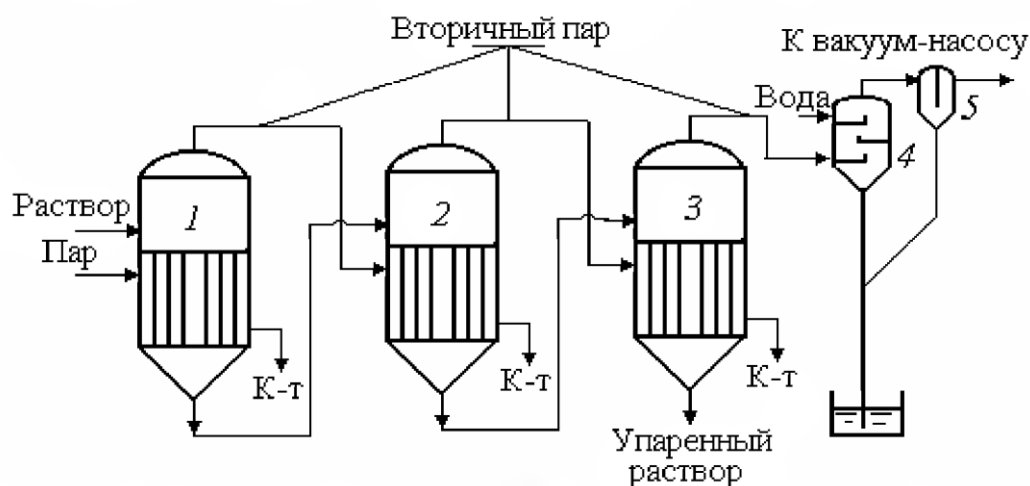 Вторичный пар
К вакуум-насосу
Вода
5
4
Раствор
1
2
3
Пар
К-т
К-т
К-т
Упаренный
раствор